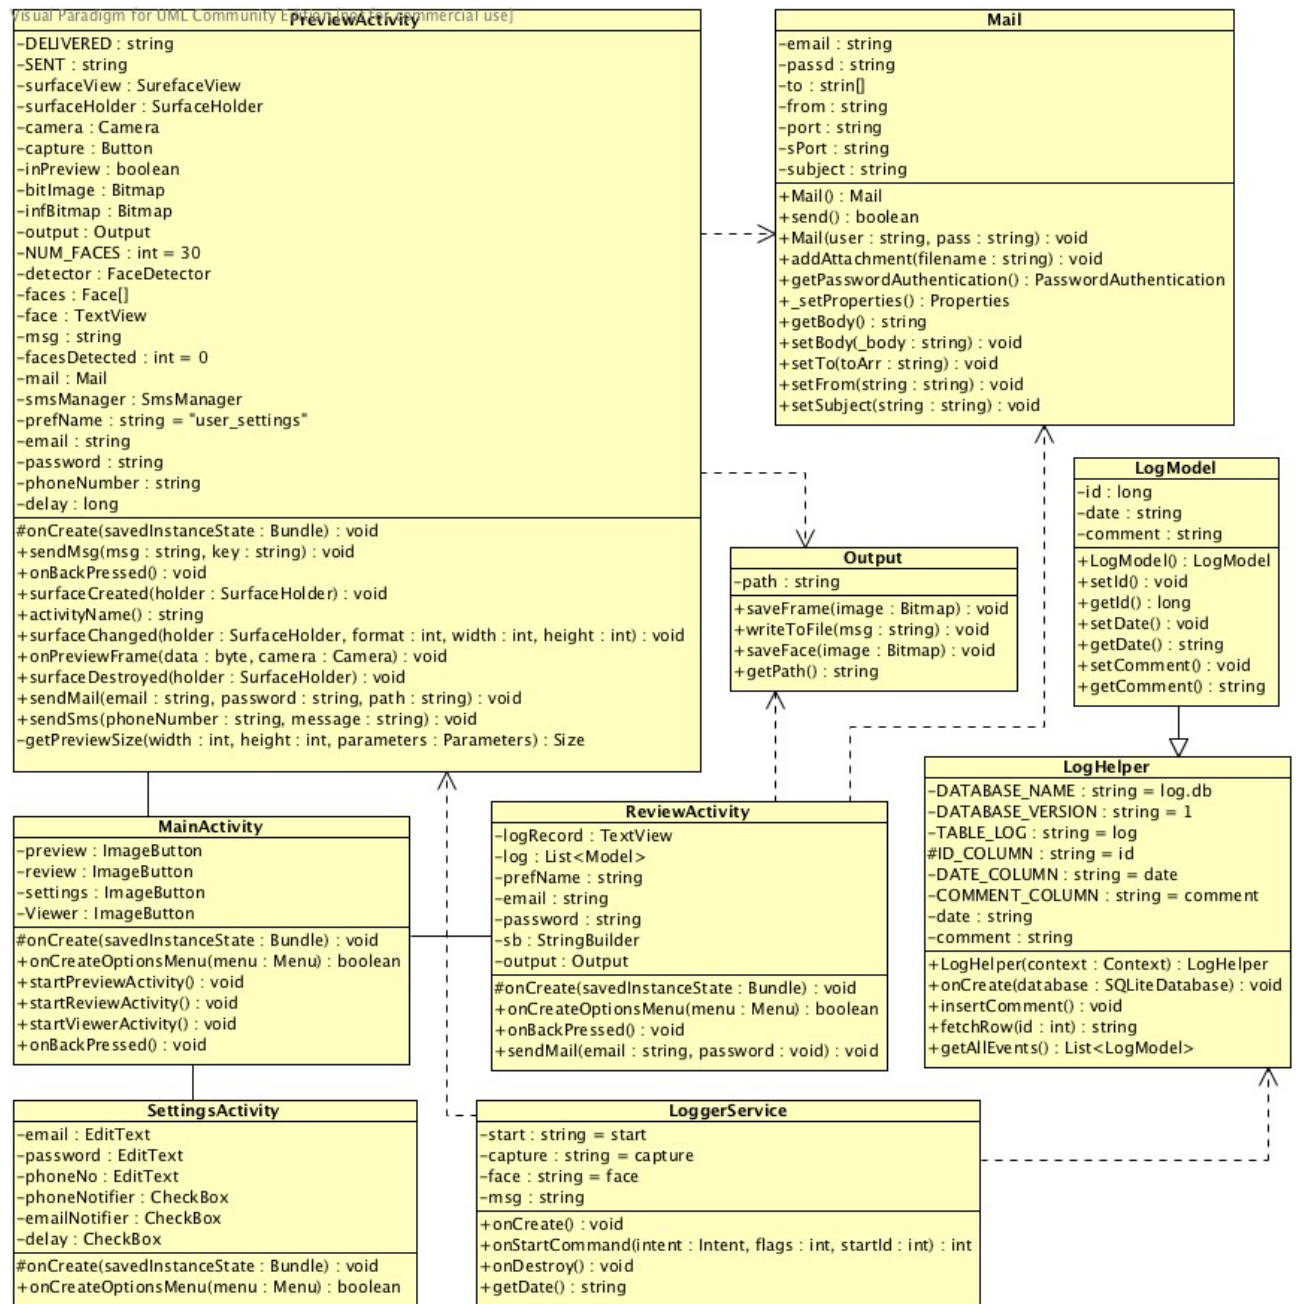 Visual Paradigm for UML Community Edition [not for commercial use]
PreviewActivity
-DELIVERED : string
-SENT : string
-surfaceView : SurefaceView
-surfaceHolder : SurfaceHolder
-camera : Camera
-capture : Button
-inPreview : boolean
-bitImage : Bitmap
-infBitmap : Bitmap
-output : Output
-NUM_FACES : int = 30
-detector : FaceDetector
-faces : Face[]
-face : TextView
-msg : string
-facesDetected : int = 0
-mail : Mail
-smsManager : SmsManager
-prefName : string = "user_settings"
-email : string
-password : string
-phoneNumber : string
-delay : long
#onCreate(savedInstanceState : Bundle) : void
+sendMsg(msg : string, key : string) : void
+onBackPressed() : void
+surfaceCreated(holder : SurfaceHolder) : void
+activityName() : string
+surfaceChanged(holder : SurfaceHolder, format : int, width : int, height : int) : void
+onPreviewFrame(data : byte, camera : Camera) : void
+surfaceDestroyed(holder : SurfaceHolder) : void
+sendMail(email : string, password : string, path : string) : void
+sendSms(phoneNumber : string, message : string) : void
-getPreviewSize(width : int, height : int, parameters : Parameters) : Size
Mail
-email : string
-passd : string
-to : strin[]
-from : string
-port : string
-sPort : string
-subject : string
+Mail() : Mail
+send() : boolean
+Mail(user : string, pass : string) : void
+addAttachment(filename : string) : void
+getPasswordAuthentication() : PasswordAuthentication
+_setProperties() : Properties
+getBody() : string
+setBody(_body : string) : void
+setTo(toArr : string) : void
+setFrom(string : string) : void
+setSubject(string : string) : void
LogModel
-id : long
-date : string
-comment : string
+LogModel() : LogModel
+setId() : void
+getId() : long
+setDate() : void
+getDate() : string
+setComment() : void
+getComment() : string
Output
-path : string
+saveFrame(image : Bitmap) : void
+writeToFile(msg : string) : void
+saveFace(image : Bitmap) : void
+getPath() : string
LogHelper
-DATABASE_NAME : string = log.db
-DATABASE_VERSION : string = 1
-TABLE_LOG : string = log
#ID_COLUMN : string = id
-DATE_COLUMN : string = date
-COMMENT_COLUMN : string = comment
-date : string
-comment : string
+LogHelper(context : Context) : LogHelper
+onCreate(database : SQLiteDatabase) : void
+insertComment() : void
+fetchRow(id : int) : string
+getAllEvents() : List<LogModel>
MainActivity
-preview : ImageButton
-review : ImageButton
-settings : ImageButton
-Viewer : ImageButton
#onCreate(savedInstanceState : Bundle) : void
+onCreateOptionsMenu(menu : Menu) : boolean
+startPreviewActivity() : void
+startReviewActivity() : void
+startViewerActivity() : void
+onBackPressed() : void
ReviewActivity
-logRecord : TextView
-log : List<Model>
-prefName : string
-email : string
-password : string
-sb : StringBuilder
-output : Output
#onCreate(savedInstanceState : Bundle) : void
+onCreateOptionsMenu(menu : Menu) : boolean
+onBackPressed() : void
+sendMail(email : string, password : void) : void
SettingsActivity
-email : EditText
-password : EditText
-phoneNo : EditText
-phoneNotifier : CheckBox
-emailNotifier : CheckBox
-delay : CheckBox
#onCreate(savedInstanceState : Bundle) : void
+onCreateOptionsMenu(menu : Menu) : boolean
LoggerService
-start : string = start
-capture : string = capture
-face : string = face
-msg : string
+onCreate() : void
+onStartCommand(intent : Intent, flags : int, startId : int) : int
+onDestroy() : void
+getDate() : string